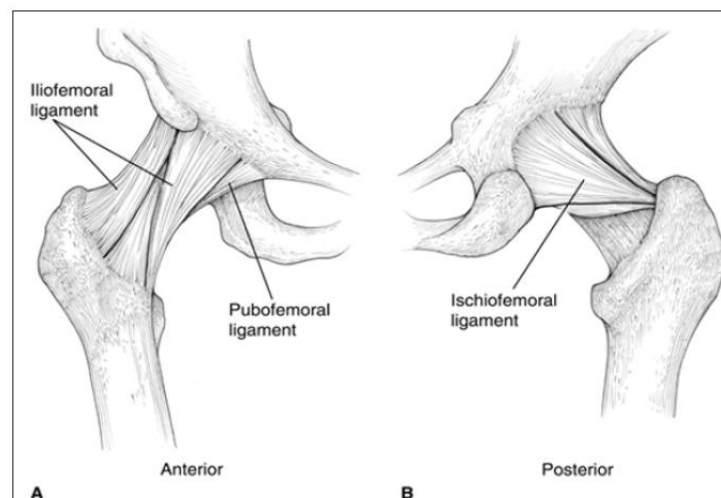 Iliofemoral
ligament
Pubofemoral
ligament
Ischiofemoral
ligament
Anterior
Posterior
A
B